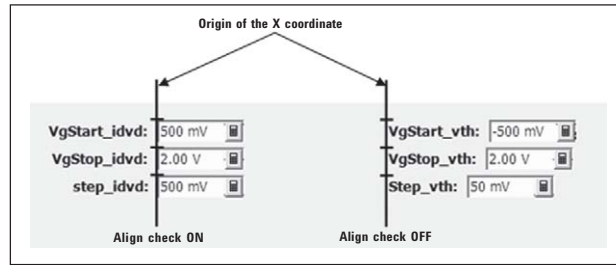 Origin of the X coordinate
VgStart_idvd: 500 mV
VgStop_idvd: 2.00 V
step_idvd: 500 mV
VgStart_vth: -500 mV
VgStop_vth: 2.00 V
Step_vth: 50 mV
Align check ON
Align check OFF